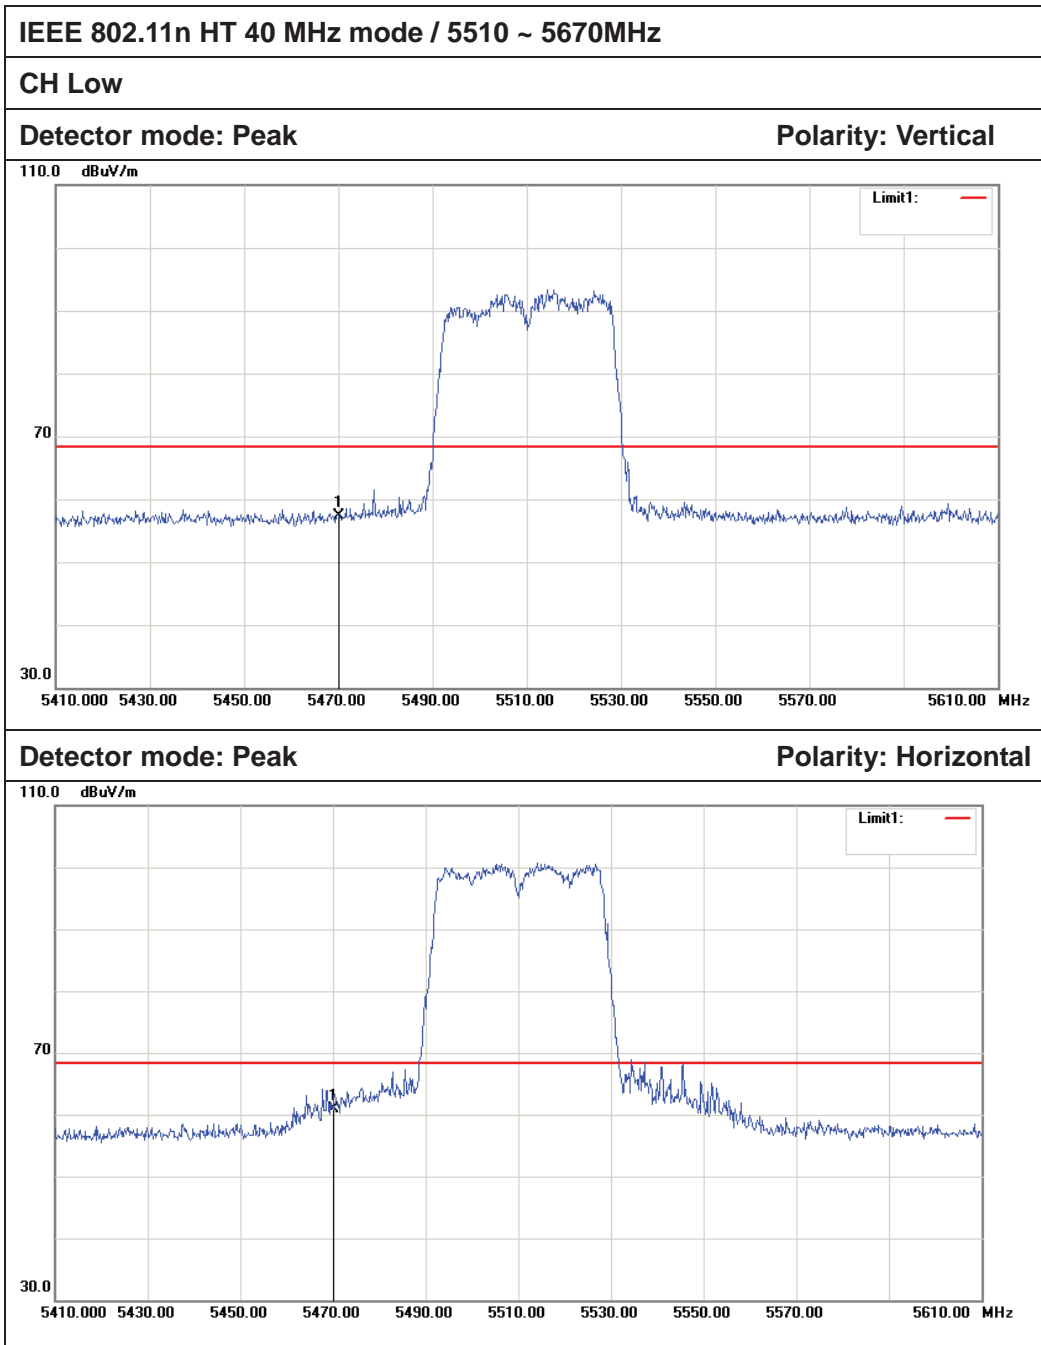 IEEE 802.11n HT 40 MHz mode / 5510 ~ 5670MHz
CH Low
Detector mode: Peak Polarity: Vertical
110.0 dBuV/m
Limit1:
70
1
30.0
5410.000 5430.00 5450.00 5470.00 5490.00 5510.00 5530.00 5550.00 5570.00 5610.00 MHz
Detector mode: Peak Polarity: Horizontal
110.0 dBuV/m
Limit1:
70
1
30.0
5410.000 5430.00 5450.00 5470.00 5490.00 5510.00 5530.00 5550.00 5570.00 5610.00 MHz